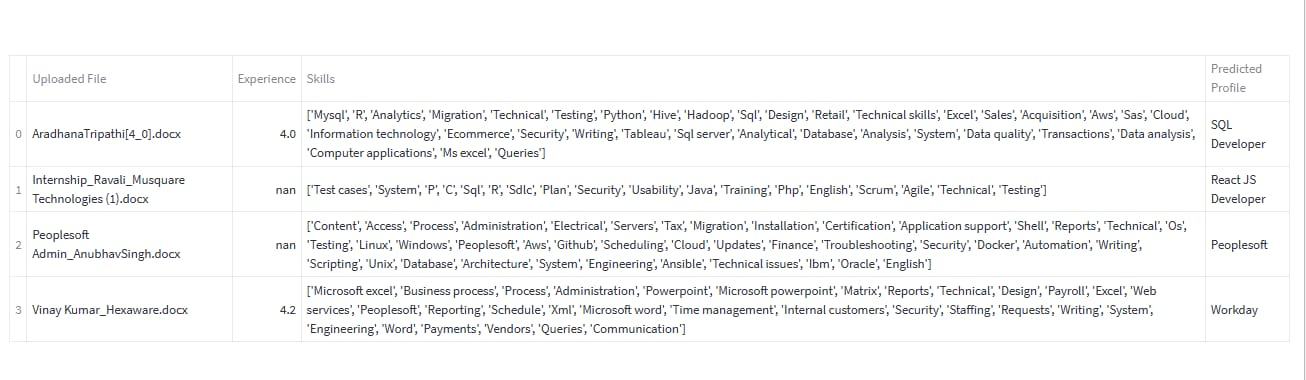 Uploaded File Experience Skills Predicted Profile
0 AradhanaTripathi[4_0].docx 4.0 ['Mysql', 'R', 'Analytics', 'Migration', 'Technical', 'Testing', 'Python', 'Hive', 'Hadoop', 'Sql', 'Design', 'Retail', 'Technical skills', 'Excel', 'Sales', 'Acquisition', 'Aws', 'Sas', 'Cloud',
'Information technology', 'Ecommerce', 'Security', 'Writing', 'Tableau', 'Sql server', 'Analytical', 'Database', 'Analysis', 'System', 'Data quality', 'Transactions', 'Data analysis',
'Computer applications', 'Ms excel', 'Queries']
SQL
Developer
1 Internship_Ravali_Musquare
Technologies (1).docx
nan ['Test cases', 'System', 'P', 'C', 'Sql', 'R', 'Sdlc', 'Plan', 'Security', 'Usability', 'Java', 'Training', 'Php', 'English', 'Scrum', 'Agile', 'Technical', 'Testing']
React JS
Developer
2 Peoplesoft
Admin_AnubhavSingh.docx
nan ['Content', 'Access', 'Process', 'Administration', 'Electrical', 'Servers', 'Tax', 'Migration', 'Installation', 'Certification', 'Application support', 'Shell', 'Reports', 'Technical', 'Os',
'Testing', 'Linux', 'Windows', 'Peoplesoft', 'Aws', 'Github', 'Scheduling', 'Cloud', 'Updates', 'Finance', 'Troubleshooting', 'Security', 'Docker', 'Automation', 'Writing',
'Scripting', 'Unix', 'Database', 'Architecture', 'System', 'Engineering', 'Ansible', 'Technical issues', 'Ibm', 'Oracle', 'English']
Peoplesoft
3 Vinay Kumar_Hexaware.docx 4.2 ['Microsoft excel', 'Business process', 'Process', 'Administration', 'Powerpoint', 'Microsoft powerpoint', 'Matrix', 'Reports', 'Technical', 'Design', 'Payroll', 'Excel', 'Web
services', 'Peoplesoft', 'Reporting', 'Schedule', 'Xml', 'Microsoft word', 'Time management', 'Internal customers', 'Security', 'Staffing', 'Requests', 'Writing', 'System',
'Engineering', 'Word', 'Payments', 'Vendors', 'Queries', 'Communication']
Workday